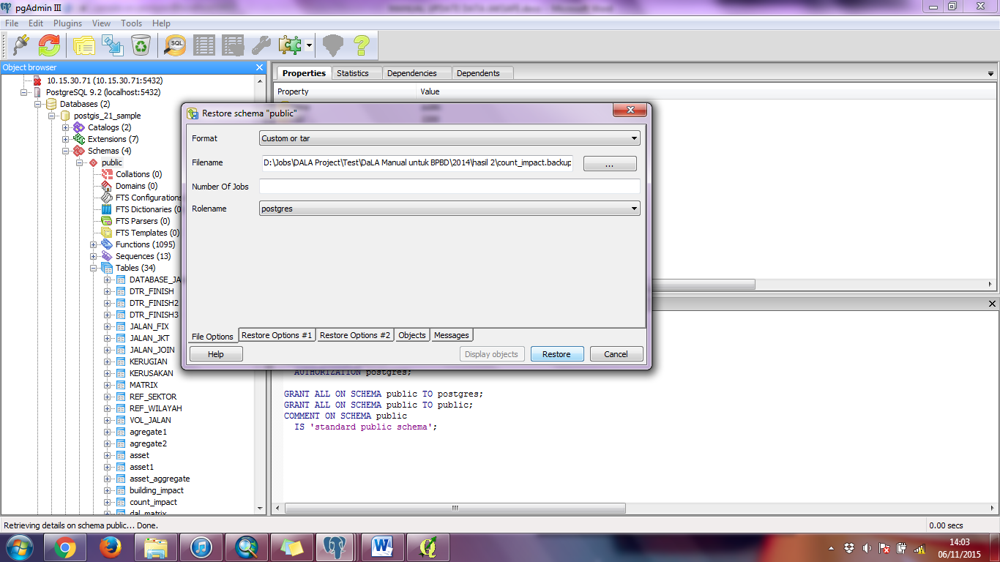 pgAdmin III
File Edit Plugins View Tools Help
SQL
Object browser
10.15.30.71 (10.15.30.71:5432)
PostgreSQL 9.2 (localhost:5432)
Databases (2)
postgis_21_sample
Catalogs (2)
Extensions (7)
Schemas (4)
public
Collations (0)
Domains (0)
FTS Configurations
FTS Dictionaries (0
FTS Parsers (0)
FTS Templates (0)
Functions (1095)
Sequences (13)
Tables (34)
DATABASE_JA
DTR_FINISH
DTR_FINISH2
DTR_FINISH3
JALAN_FIX
JALAN_JKT
JALAN_JOIN
KERUGIAN
KERUSAKAN
MATRIX
REF_SEKTOR
REF_WILAYAH
VOL_JALAN
agregate1
agregate2
asset
asset1
asset_aggregate
building_impact
count_impact
dal_matrix
Properties Statistics Dependencies Dependents
Property Value
Restore schema "public"
Format Custom or tar
Filename D:\Jobs\DALA Project\Test\DaLA Manual untuk BPBD\2014\hasil 2\count_impact.backup ...
Number Of Jobs
Rolename postgres
File Options Restore Options #1 Restore Options #2 Objects Messages
Help Display objects Restore Cancel
AUTHORIZATION postgres;
GRANT ALL ON SCHEMA public TO postgres;
GRANT ALL ON SCHEMA public TO public;
COMMENT ON SCHEMA public
IS 'standard public schema';
Retrieving details on schema public... Done. 0.00 secs
14:03
06/11/2015